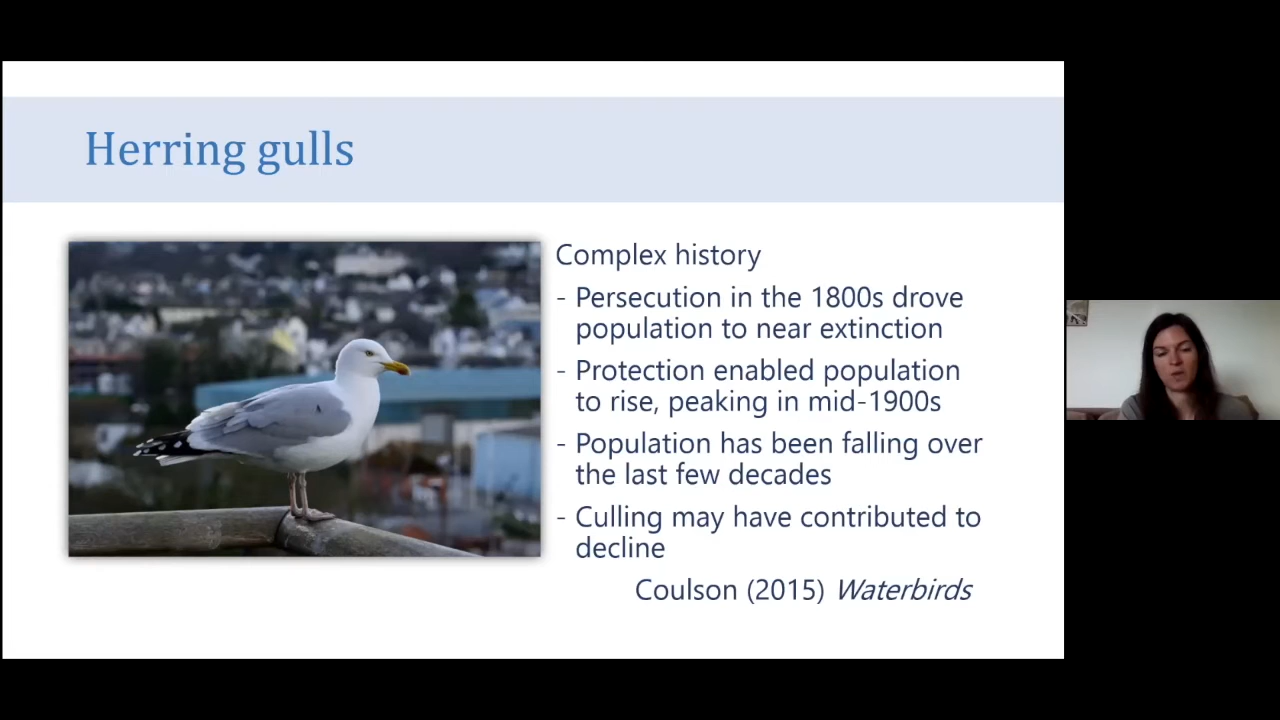 Herring gulls
Complex history
- Persecution in the 1800s drove
population to near extinction
- Protection enabled population
to rise, peaking in mid-1900s
- Population has been falling over
the last few decades
- Culling may have contributed to
decline
Coulson (2015) Waterbirds